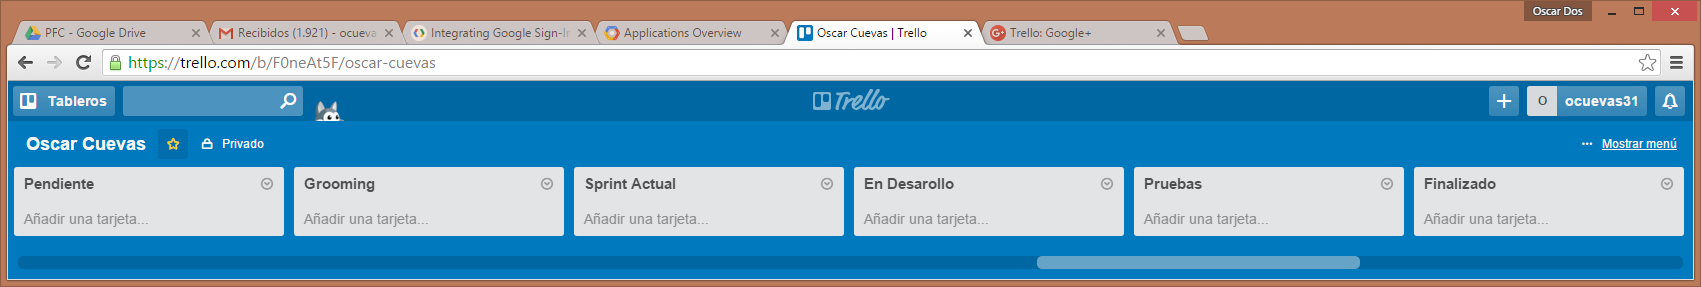 Oscar Dos
PFC - Google Drive
Recibidos (1.921) - ocueva
Integrating Google Sign-In
Applications Overview
Oscar Cuevas | Trello
Trello: Google+
https://trello.com/b/F0neAt5F/oscar-cuevas
Tableros
Trello
O ocuevas31
Oscar Cuevas
Privado
... Mostrar menú
Pendiente
Grooming
Sprint Actual
En Desarollo
Pruebas
Finalizado
Añadir una tarjeta...
Añadir una tarjeta...
Añadir una tarjeta...
Añadir una tarjeta...
Añadir una tarjeta...
Añadir una tarjeta...